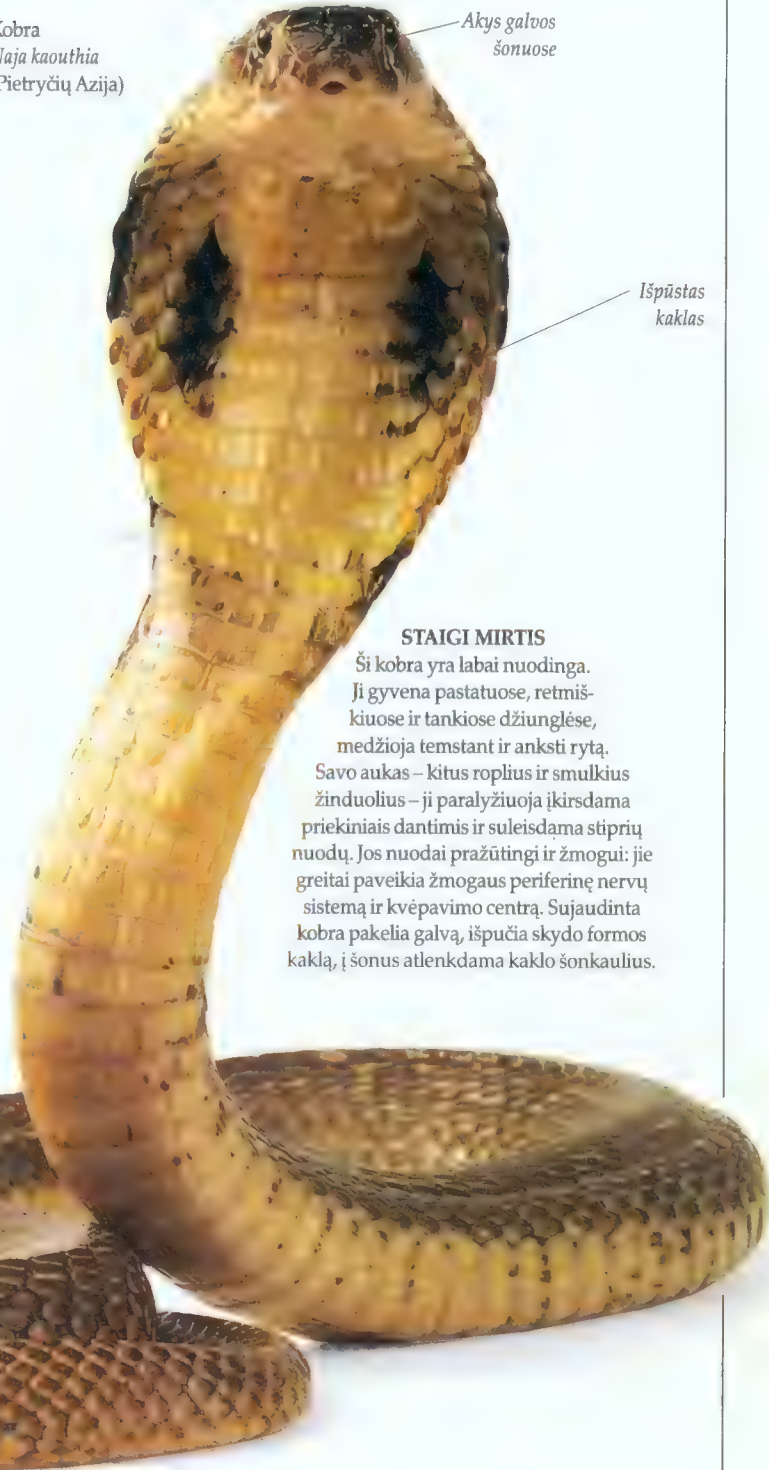 Kobra
Naja kaouthia
(Pietryčių Azija)
Akys galvos
šonuose
Išpūstas
kaklas
STAIGI MIRTIS
Ši kobra yra labai nuodinga.
Ji gyvena pastatuose, retmiš-
kiuose ir tankiose džiunglėse,
medžioja temstant ir anksti rytą.
Savo aukas – kitus roplius ir smulkius
žinduolius – ji paralyžiuoja įkirsdama
priekiniais dantimis ir suleisdama stiprių
nuodų. Jos nuodai pražūtingi ir žmogui: jie
greitai paveikia žmogaus periferinę nervų
sistemą ir kvėpavimo centrą. Sujaudinta
kobra pakelia galvą, išpučia skydo formos
kaklą, į šonus atlenkdama kaklo šonkaulius.